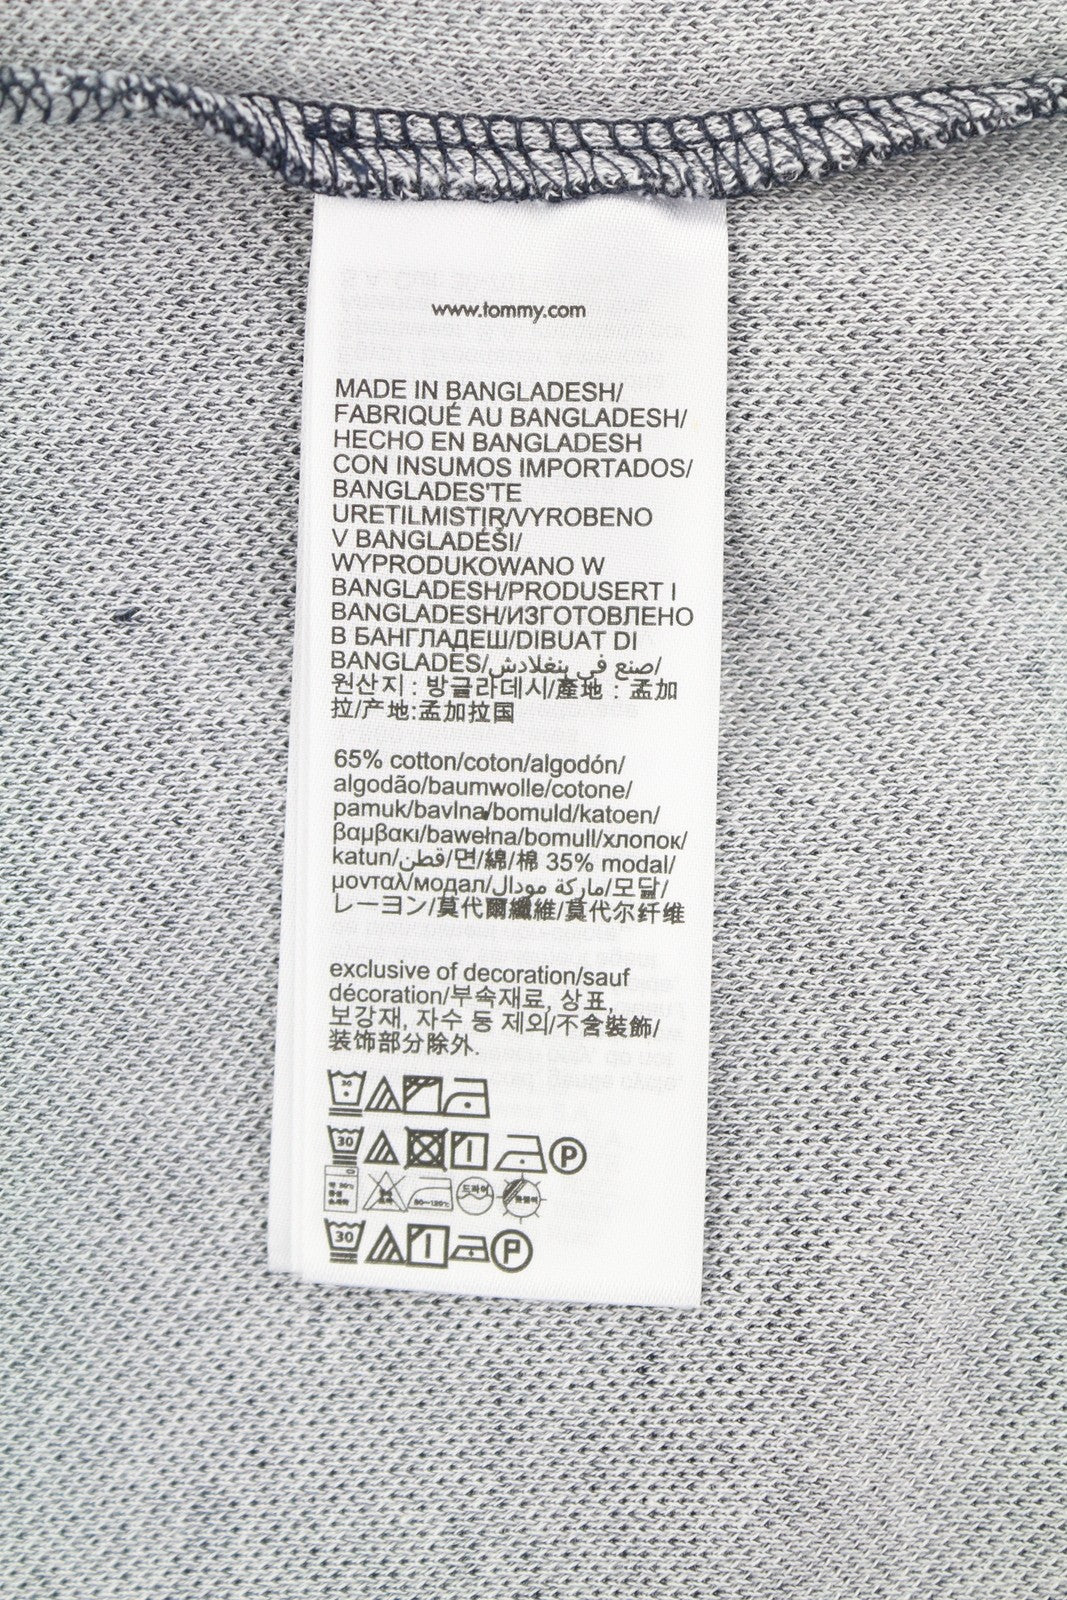 www.tommy.com
MADE IN BANGLADESH/
FABRIQUÉ AU BANGLADESH/
HECHO EN BANGLADESH
CON INSUMOS IMPORTADOS/
BANGLADES'TE
URETILMISTIR/VYROBENO
V BANGLADÉŠI/
WYPRODUKOWANO W
BANGLADESH/PRODUSERT I
BANGLADESH/ИЗГОТОВЛЕНО
В БАНГЛАДЕШ/DIBUAT DI
BANGLADES/صنع في بنغلادش/
원산지 : 방글라데시/產地 : 孟加
拉/产地:孟加拉国
65% cotton/coton/algodón/
algodão/baumwolle/cotone/
pamuk/bavlna/bomuld/katoen/
βαμβακι/bawełna/bomull/хлопок/
katun/قطن/면/綿/棉 35% modal/
μονταλ/модал/ماركة مودال/모달/
レーヨン/莫代爾纖維/莫代尔纤维
exclusive of decoration/sauf
décoration/부속재료, 상표,
보강재, 자수 등 제외/不含裝飾/
装饰部分除外.
30
30 P
80~120℃ 드라이
30 P